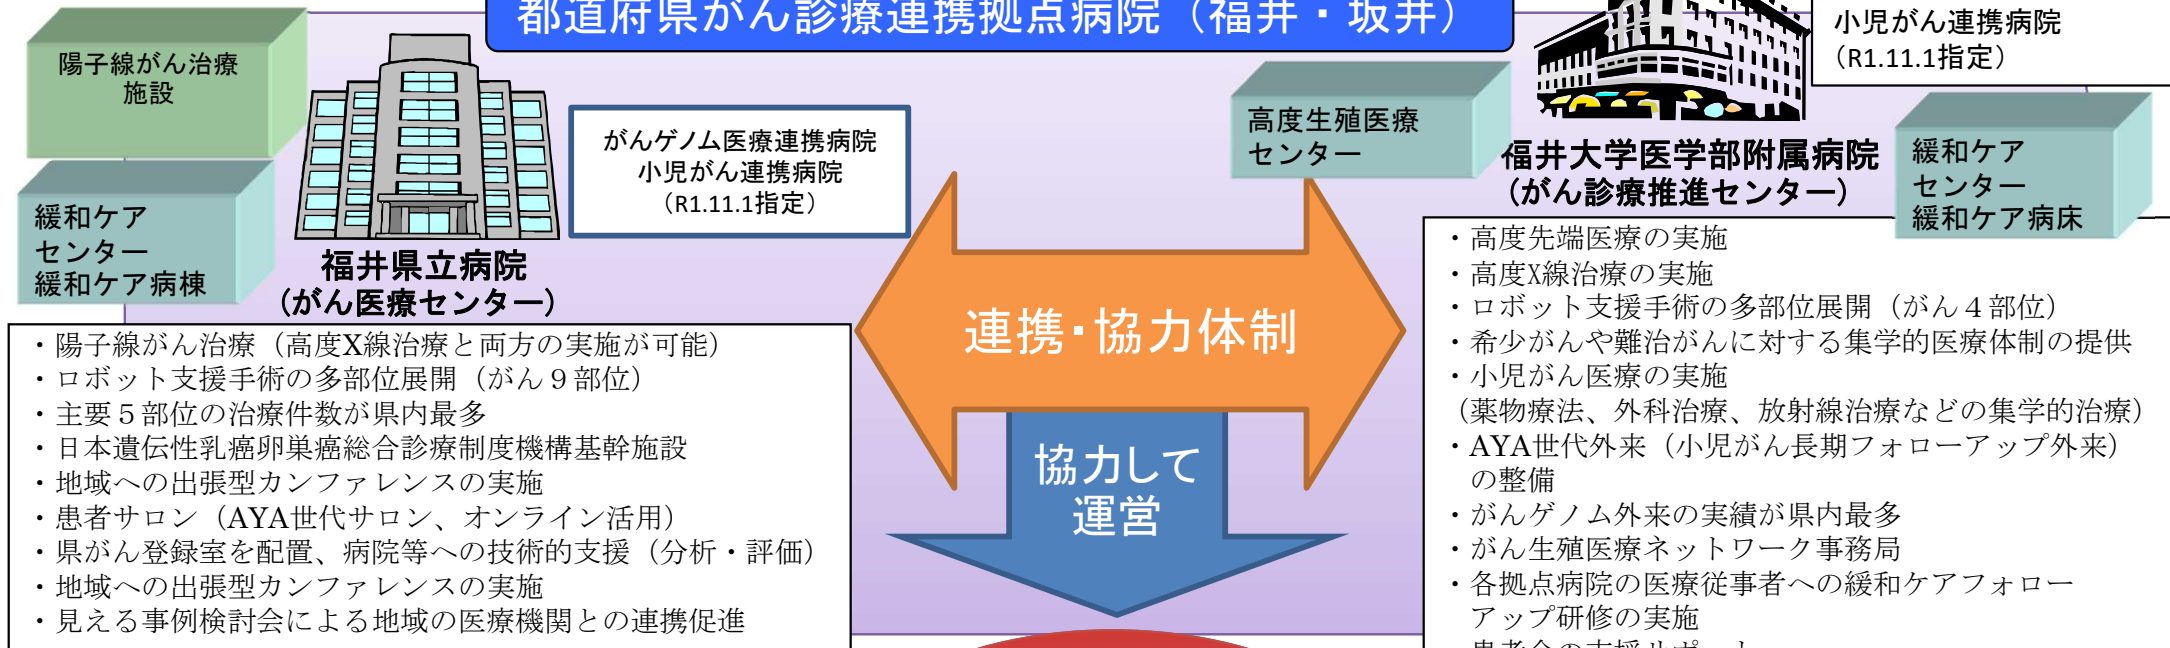 都道府県がん診療連携拠点病院（福井・坂井）
陽子線がん治療
施設
緩和ケア
センター
緩和ケア病棟
がんゲノム医療連携病院
小児がん連携病院
（R1.11.1指定）
福井県立病院
（がん医療センター）
・陽子線がん治療（高度X線治療と両方の実施が可能）
・ロボット支援手術の多部位展開（がん９部位）
・主要５部位の治療件数が県内最多
・日本遺伝性乳癌卵巣癌総合診療制度機構基幹施設
・地域への出張型カンファレンスの実施
・患者サロン（AYA世代サロン、オンライン活用）
・県がん登録室を配置、病院等への技術的支援（分析・評価）
・地域への出張型カンファレンスの実施
・見える事例検討会による地域の医療機関との連携促進
連携・協力体制
協力して
運営
小児がん連携病院
（R1.11.1指定）
高度生殖医療
センター
福井大学医学部附属病院
（がん診療推進センター）
緩和ケア
センター
緩和ケア病床
・高度先端医療の実施
・高度X線治療の実施
・ロボット支援手術の多部位展開（がん４部位）
・希少がんや難治がんに対する集学的医療体制の提供
・小児がん医療の実施
（薬物療法、外科治療、放射線治療などの集学的治療）
・AYA世代外来（小児がん長期フォローアップ外来）
の整備
・がんゲノム外来の実績が県内最多
・がん生殖医療ネットワーク事務局
・各拠点病院の医療従事者への緩和ケアフォロー
アップ研修の実施